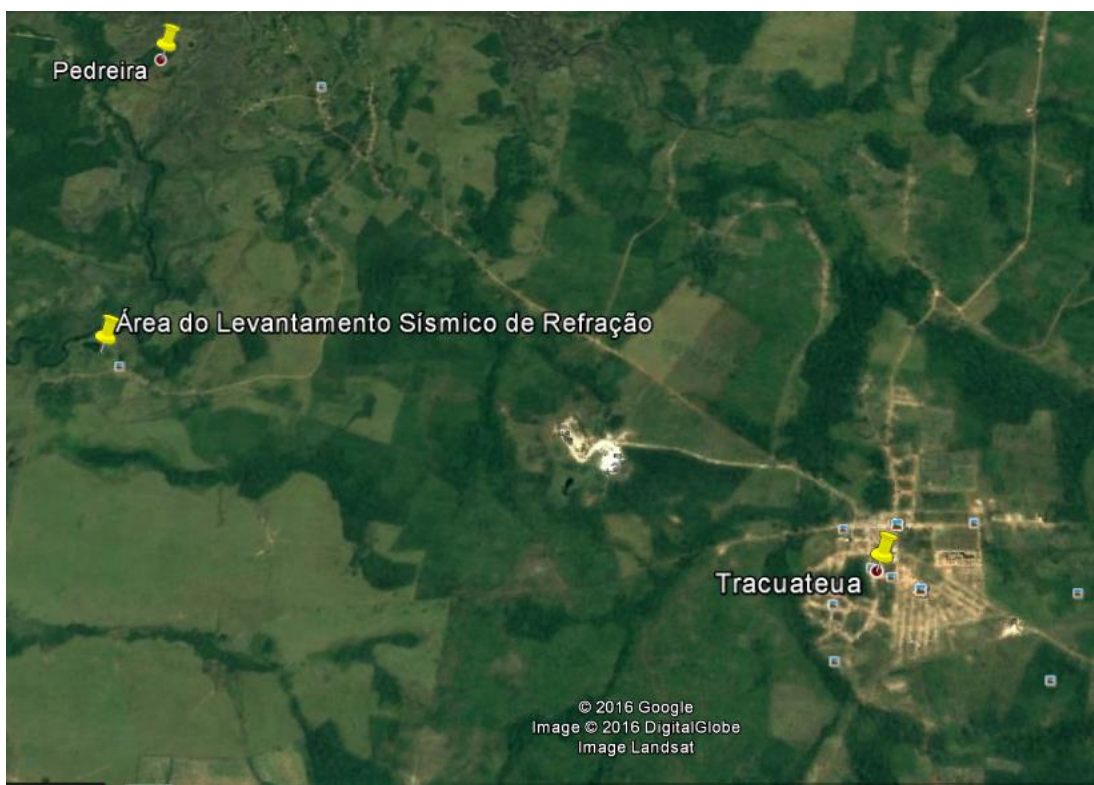 Pedreira
Área do Levantamento Sísmico de Refração
Tracuateua
© 2016 Google
Image © 2016 DigitalGlobe
Image Landsat